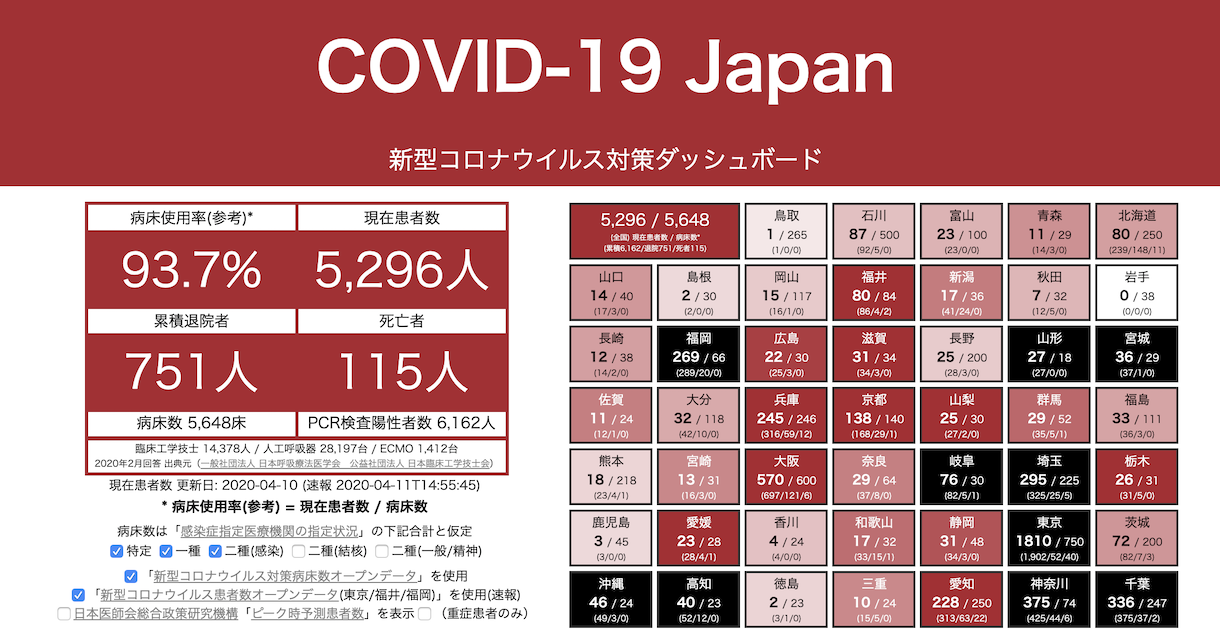 COVID-19 Japan
新型コロナウイルス対策ダッシュボード
病床使用率(参考)*
現在患者数
93.7%
5,296人
累積退院者
死亡者
751人
115人
病床数 5,648床
PCR検査陽性者数 6,162人
臨床工学技士 14,378人 / 人工呼吸器 28,197台 / ECMO 1,412台
2020年2月回答 出典元（一般社団法人 日本呼吸療法医学会　公益社団法人 日本臨床工学技士会）
現在患者数 更新日: 2020-04-10 (速報 2020-04-11T14:55:45)
* 病床使用率(参考) = 現在患者数 / 病床数
病床数は「感染症指定医療機関の指定状況」の下記合計と仮定
特定 一種 二種(感染) 二種(結核) 二種(一般/精神)
「新型コロナウイルス対策病床数オープンデータ」を使用
「新型コロナウイルス患者数オープンデータ(東京/福井/福岡)」を使用(速報)
日本医師会総合政策研究機構「ピーク時予測患者数」を表示 （重症患者のみ）
5,296 / 5,648
(全国) 現在患者数 / 病床数*
(累積6,162/退院751/死者115)
鳥取
1 / 265
(1/0/0)
石川
87 / 500
(92/5/0)
富山
23 / 100
(23/0/0)
青森
11 / 29
(14/3/0)
北海道
80 / 250
(239/148/11)
山口
14 / 40
(17/3/0)
島根
2 / 30
(2/0/0)
岡山
15 / 117
(16/1/0)
福井
80 / 84
(86/4/2)
新潟
17 / 36
(41/24/0)
秋田
7 / 32
(12/5/0)
岩手
0 / 38
(0/0/0)
長崎
12 / 38
(14/2/0)
福岡
269 / 66
(289/20/0)
広島
22 / 30
(25/3/0)
滋賀
31 / 34
(34/3/0)
長野
25 / 200
(28/3/0)
山形
27 / 18
(27/0/0)
宮城
36 / 29
(37/1/0)
佐賀
11 / 24
(12/1/0)
大分
32 / 118
(42/10/0)
兵庫
245 / 246
(316/59/12)
京都
138 / 140
(168/29/1)
山梨
25 / 30
(27/2/0)
群馬
29 / 52
(35/5/1)
福島
33 / 111
(36/3/0)
熊本
18 / 218
(23/4/1)
宮崎
13 / 31
(16/3/0)
大阪
570 / 600
(697/121/6)
奈良
29 / 64
(37/8/0)
岐阜
76 / 30
(82/5/1)
埼玉
295 / 225
(325/25/5)
栃木
26 / 31
(31/5/0)
鹿児島
3 / 45
(3/0/0)
愛媛
23 / 28
(28/4/1)
香川
4 / 24
(4/0/0)
和歌山
17 / 32
(33/15/1)
静岡
31 / 48
(34/3/0)
東京
1810 / 750
(1,902/52/40)
茨城
72 / 200
(82/7/3)
沖縄
46 / 24
(49/3/0)
高知
40 / 23
(52/12/0)
徳島
2 / 23
(3/1/0)
三重
10 / 24
(15/5/0)
愛知
228 / 250
(313/63/22)
神奈川
375 / 74
(425/44/6)
千葉
336 / 247
(375/37/2)